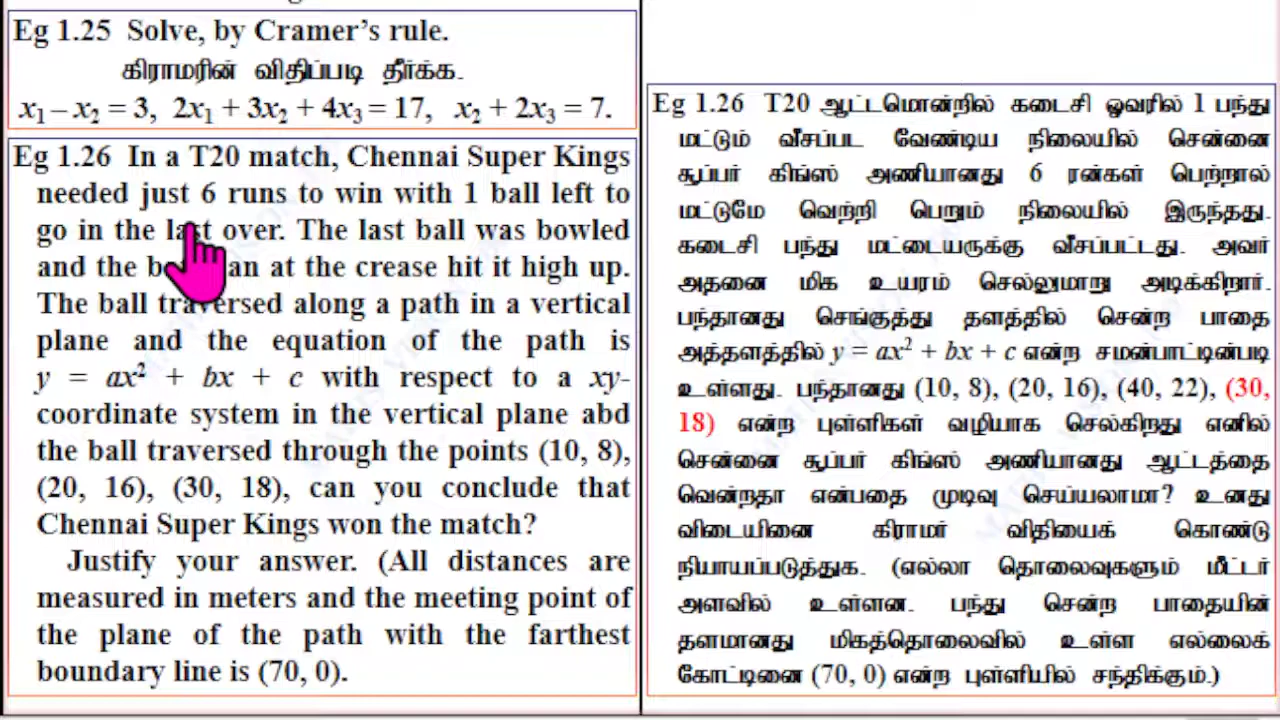 Eg 1.25 Solve, by Cramer's rule.
கிராமரின் விதிப்படி தீர்க்க.
x₁ – x₂ = 3, 2x₁ + 3x₂ + 4x₃ = 17, x₂ + 2x₃ = 7.
Eg 1.26 In a T20 match, Chennai Super Kings
needed just 6 runs to win with 1 ball left to
go in the last over. The last ball was bowled
and the at the crease hit it high up.
The ball traversed along a path in a vertical
plane and the equation of the path is
y = ax² + bx + c with respect to a xy-
coordinate system in the vertical plane abd
the ball traversed through the points (10, 8),
(20, 16), (30, 18), can you conclude that
Chennai Super Kings won the match?
Justify your answer. (All distances are
measured in meters and the meeting point of
the plane of the path with the farthest
boundary line is (70, 0).
Eg 1.26 T20 ஆட்டமொன்றில் கடைசி ஓவரில் 1 பந்து
மட்டும் வீசப்பட வேண்டிய நிலையில் சென்னை
சூப்பர் கிங்ஸ் அணியானது 6 ரன்கள் பெற்றால்
மட்டுமே வெற்றி பெறும் நிலையில் இருந்தது.
கடைசி பந்து மட்டையருக்கு வீசப்பட்டது. அவர்
அதனை மிக உயரம் செல்லுமாறு அடிக்கிறார்.
பந்தானது செங்குத்து தளத்தில் சென்ற பாதை
அத்தளத்தில் y = ax² + bx + c என்ற சமன்பாட்டின்படி
உள்ளது. பந்தானது (10, 8), (20, 16), (40, 22), (30,
18) என்ற புள்ளிகள் வழியாக செல்கிறது எனில்
சென்னை சூப்பர் கிங்ஸ் அணியானது ஆட்டத்தை
வென்றதா என்பதை முடிவு செய்யலாமா? உனது
விடையினை கிராமர் விதியைக் கொண்டு
நியாயப்படுத்துக. (எல்லா தொலைவுகளும் மீட்டர்
அளவில் உள்ளன. பந்து சென்ற பாதையின்
தளமானது மிகத்தொலைவில் உள்ள எல்லைக்
கோட்டினை (70, 0) என்ற புள்ளியில் சந்திக்கும்.)